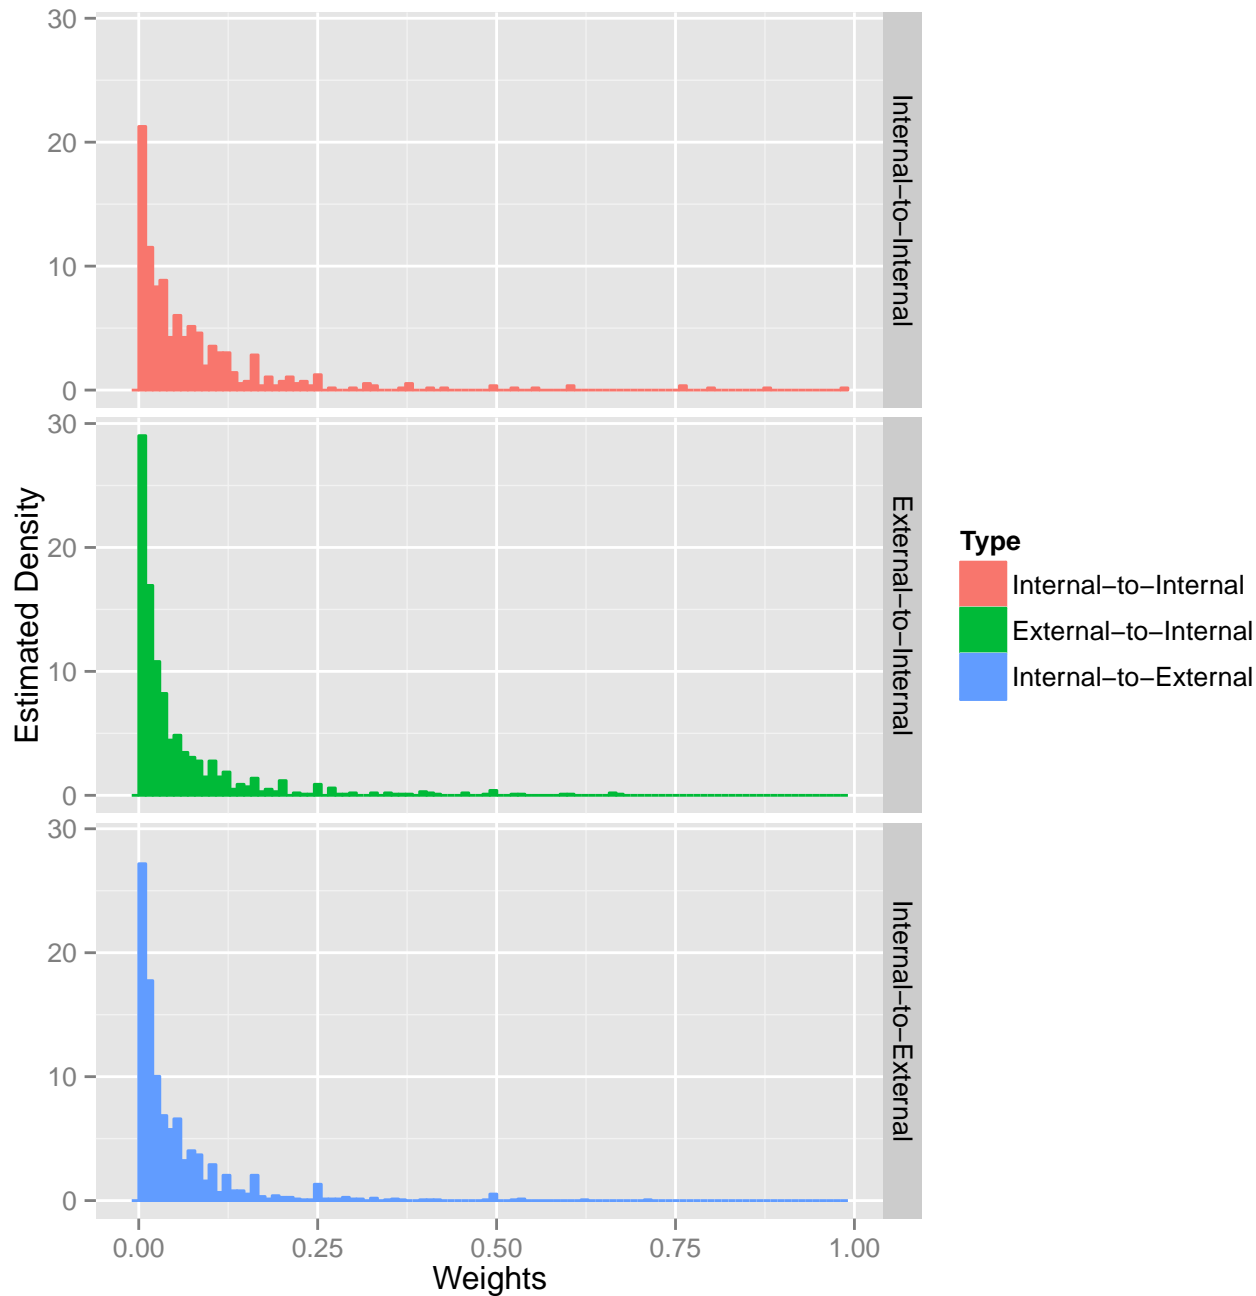 30
20
10
0
Internal−to−Internal
30
20
10
0
External−to−Internal
30
20
10
0
Internal−to−External
0.00 0.25 0.50 0.75 1.00
Weights
Estimated Density
Type
Internal−to−Internal
External−to−Internal
Internal−to−External